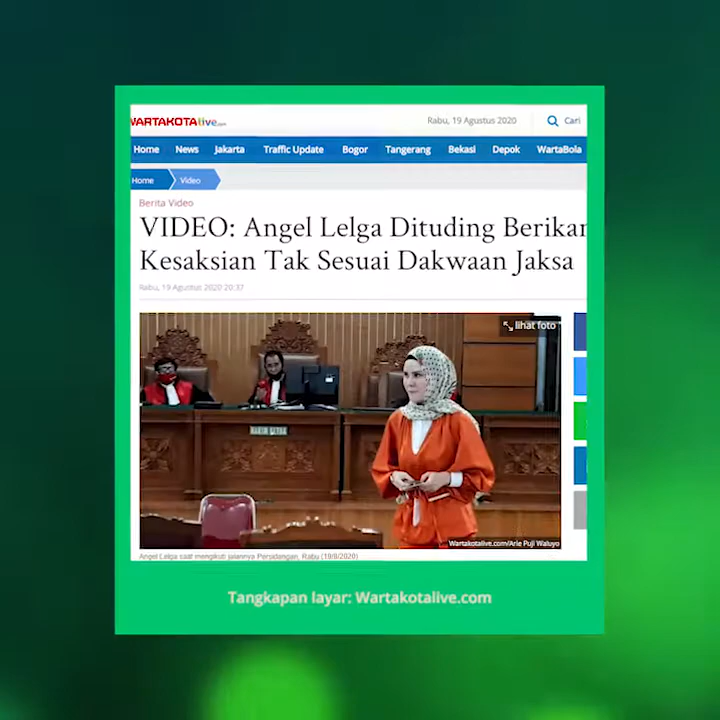 WARTAKOTAlive.com
Rabu, 19 Agustus 2020
Cari
Home News Jakarta Traffic Update Bogor Tangerang Bekasi Depok WartaBola
Home Video
Berita Video
VIDEO: Angel Lelga Dituding Berikan
Kesaksian Tak Sesuai Dakwaan Jaksa
Rabu, 19 Agustus 2020 20:37
lihat foto
HAKIM KETUA
Wartakotalive.com/Arie Puji Waluyo
Angel Lelga saat mengikuti jalannya Persidangan, Rabu (19/8/2020)
Tangkapan layar: Wartakotalive.com